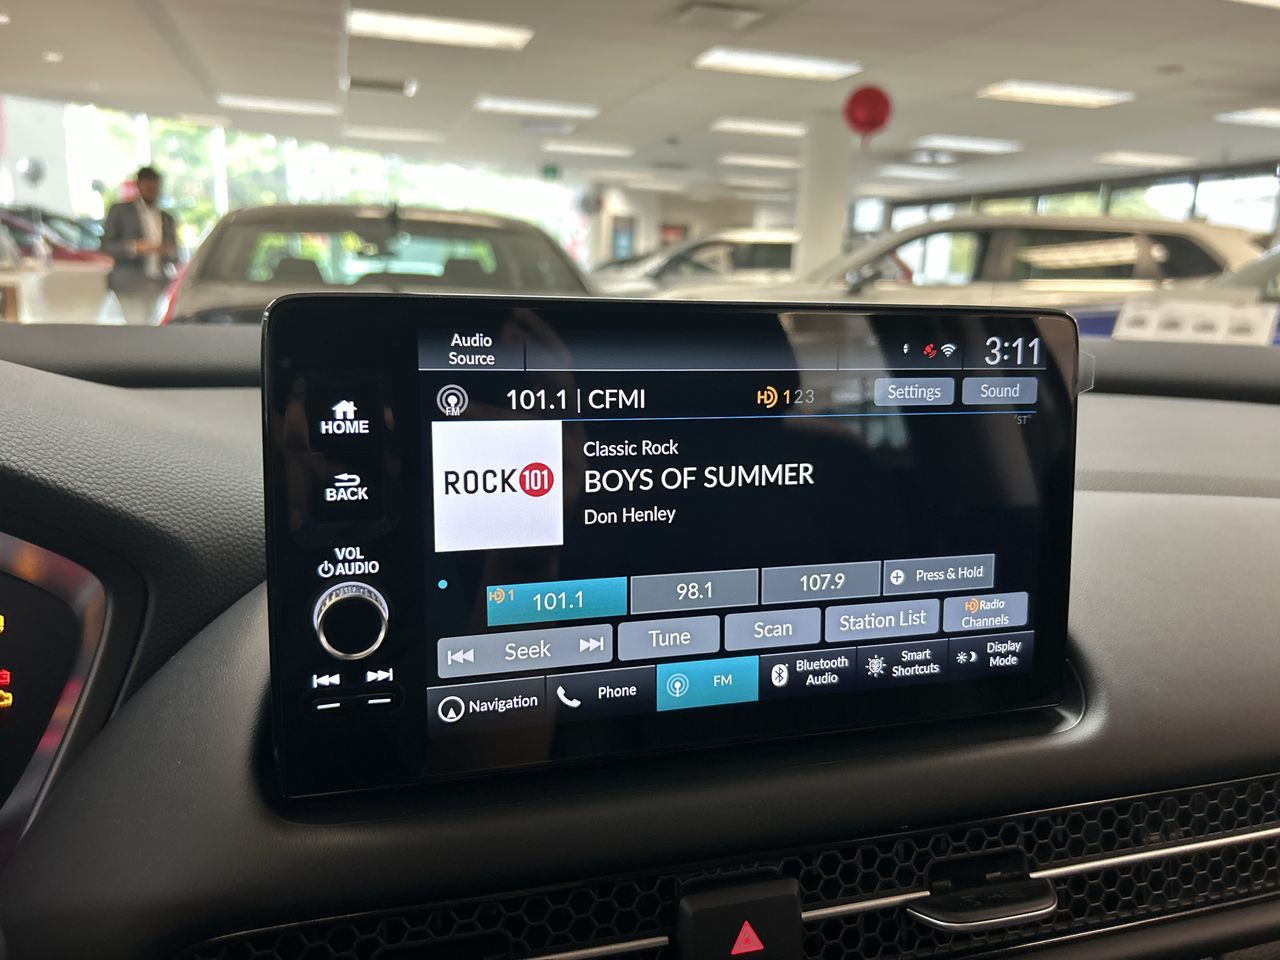 Audio
Source
3:11
FM
101.1 | CFMI
HD 1 2 3
Settings
Sound
ST
HOME
BACK
VOL
AUDIO
ROCK 101
Classic Rock
BOYS OF SUMMER
Don Henley
HD 1 101.1
98.1
107.9
Press & Hold
Seek
Tune
Scan
Station List
HD Radio
Channels
Navigation
Phone
FM
Bluetooth
Audio
Smart
Shortcuts
Display
Mode